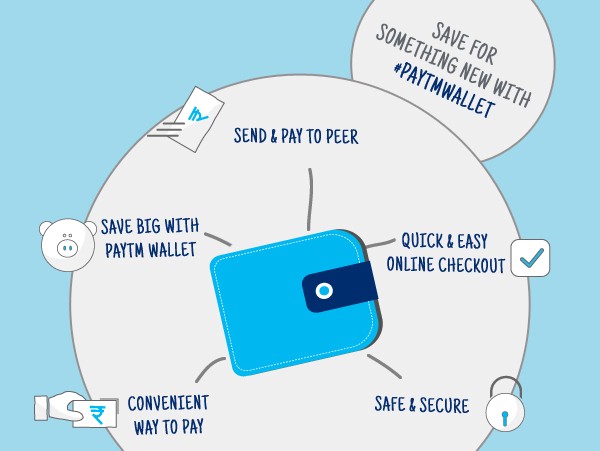 SAVE FOR
SOMETHING NEW WITH
#PAYTMWALLET
SEND & PAY TO PEER
SAVE BIG WITH
PAYTM WALLET
QUICK & EASY
ONLINE CHECKOUT
CONVENIENT
WAY TO PAY
SAFE & SECURE
₹